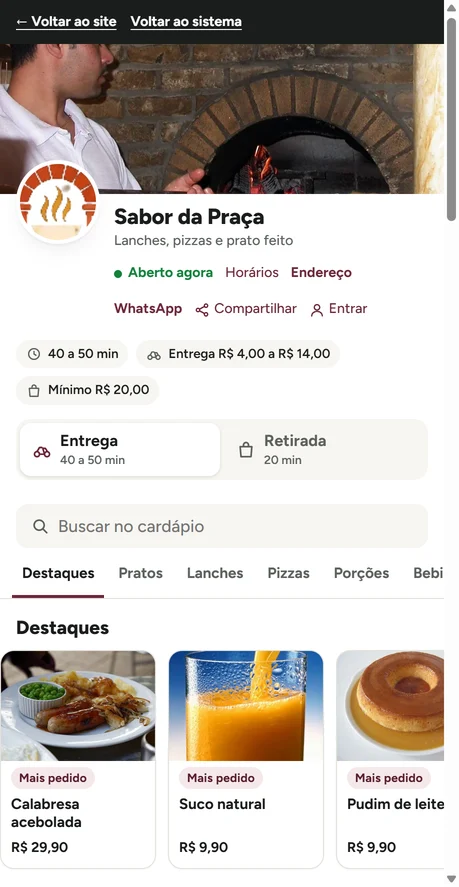 ← Voltar ao site Voltar ao sistema
Sabor da Praça
Lanches, pizzas e prato feito
Aberto agora Horários Endereço
WhatsApp Compartilhar Entrar
40 a 50 min Entrega R$ 4,00 a R$ 14,00
Mínimo R$ 20,00
Entrega Retirada
40 a 50 min 20 min
Buscar no cardápio
Destaques Pratos Lanches Pizzas Porções Bebi
Destaques
Mais pedido Mais pedido Mais pedido
Calabresa Suco natural Pudim de leite
acebolada
R$ 29,90 R$ 9,90 R$ 9,90